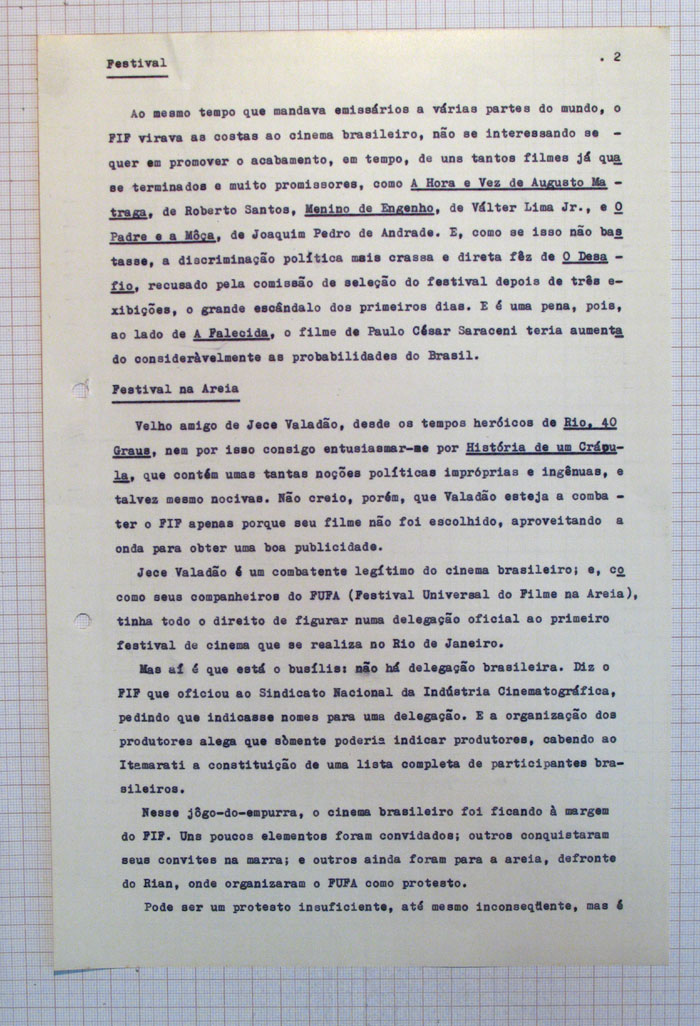 Festival
. 2
Ao mesmo tempo que mandava emissários a várias partes do mundo, o
FIF virava as costas ao cinema brasileiro, não se interessando se -
quer em promover o acabamento, em tempo, de uns tantos filmes já qua
se terminados e muito promissores, como A Hora e Vez de Augusto Ma -
traga, de Roberto Santos, Menino de Engenho, de Válter Lima Jr., e O
Padre e a Môça, de Joaquim Pedro de Andrade. E, como se isso não bas
tasse, a discriminação política mais crassa e direta fêz de O Desa -
fio, recusado pela comissão de seleção do festival depois de três e-
xibições, o grande escândalo dos primeiros dias. E é uma pena, pois,
ao lado de A Falecida, o filme de Paulo César Saraceni teria aumenta
do consideràvelmente as probabilidades do Brasil.
Festival na Areia
Velho amigo de Jece Valadão, desde os tempos heróicos de Rio, 40
Graus, nem por isso consigo entusiasmar-me por História de um Crápu-
la, que contém umas tantas noções políticas impróprias e ingênuas, e
talvez mesmo nocivas. Não creio, porém, que Valadão esteja a comba -
ter o FIF apenas porque seu filme não foi escolhido, aproveitando a
onda para obter uma boa publicidade.
Jece Valadão é um combatente legítimo do cinema brasileiro; e, co
como seus companheiros do FUFA (Festival Universal do Filme na Areia),
tinha todo o direito de figurar numa delegação oficial ao primeiro
festival de cinema que se realiza no Rio de Janeiro.
Mas aí é que está o busílis: não há delegação brasileira. Diz o
FIF que oficiou ao Sindicato Nacional da Indústria Cinematográfica,
pedindo que indicasse nomes para uma delegação. E a organização dos
produtores alega que sòmente poderia indicar produtores, cabendo ao
Itamarati a constituição de uma lista completa de participantes bra-
sileiros.
Nesse jôgo-do-empurra, o cinema brasileiro foi ficando à margem
do FIF. Uns poucos elementos foram convidados; outros conquistaram
seus convites na marra; e outros ainda foram para a areia, defronte
do Rian, onde organizaram o FUFA como protesto.
Pode ser um protesto insuficiente, até mesmo inconseqüente, mas é